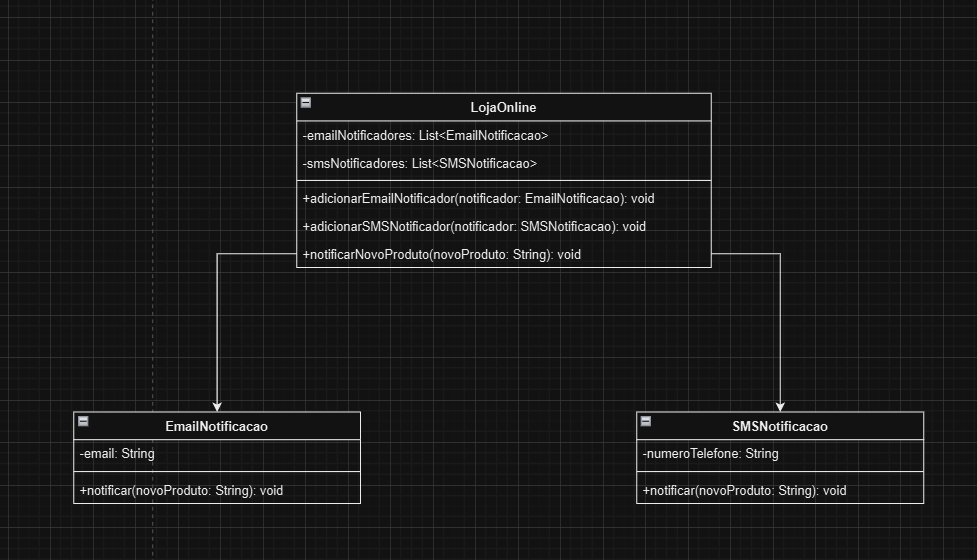 LojaOnline
-emailNotificadores: List<EmailNotificacao>
-smsNotificadores: List<SMSNotificacao>
+adicionarEmailNotificador(notificador: EmailNotificacao): void
+adicionarSMSNotificador(notificador: SMSNotificacao): void
+notificarNovoProduto(novoProduto: String): void
EmailNotificacao
-email: String
+notificar(novoProduto: String): void
SMSNotificacao
-numeroTelefone: String
+notificar(novoProduto: String): void